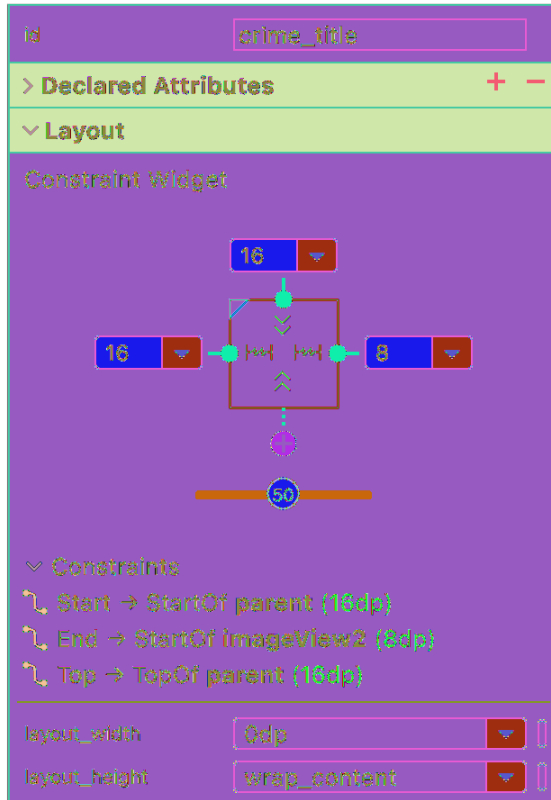 id crime_title
Declared Attributes + −
Layout
Constraint Widget
16
16 8
50
Constraints
Start → StartOf parent (16dp)
End → StartOf imageView2 (8dp)
Top → TopOf parent (16dp)
layout_width 0dp
layout_height wrap_content